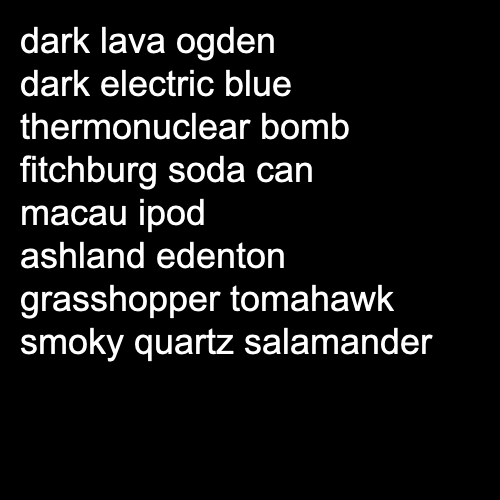 dark lava ogden
dark electric blue
thermonuclear bomb
fitchburg soda can
macau ipod
ashland edenton
grasshopper tomahawk
smoky quartz salamander